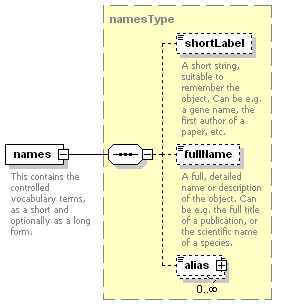 namesType
shortLabel
A short string,
suitable to
remember the
object. Can be e.g.
a gene name, the
first author of a
paper, etc.
names
This contains the
controlled
vocabulary terms,
as a short and
optionally as a long
form.
fullName
A full, detailed
name or description
of the object. Can
be e.g. the full title
of a publication, or
the scientific name
of a species.
alias
0..∞